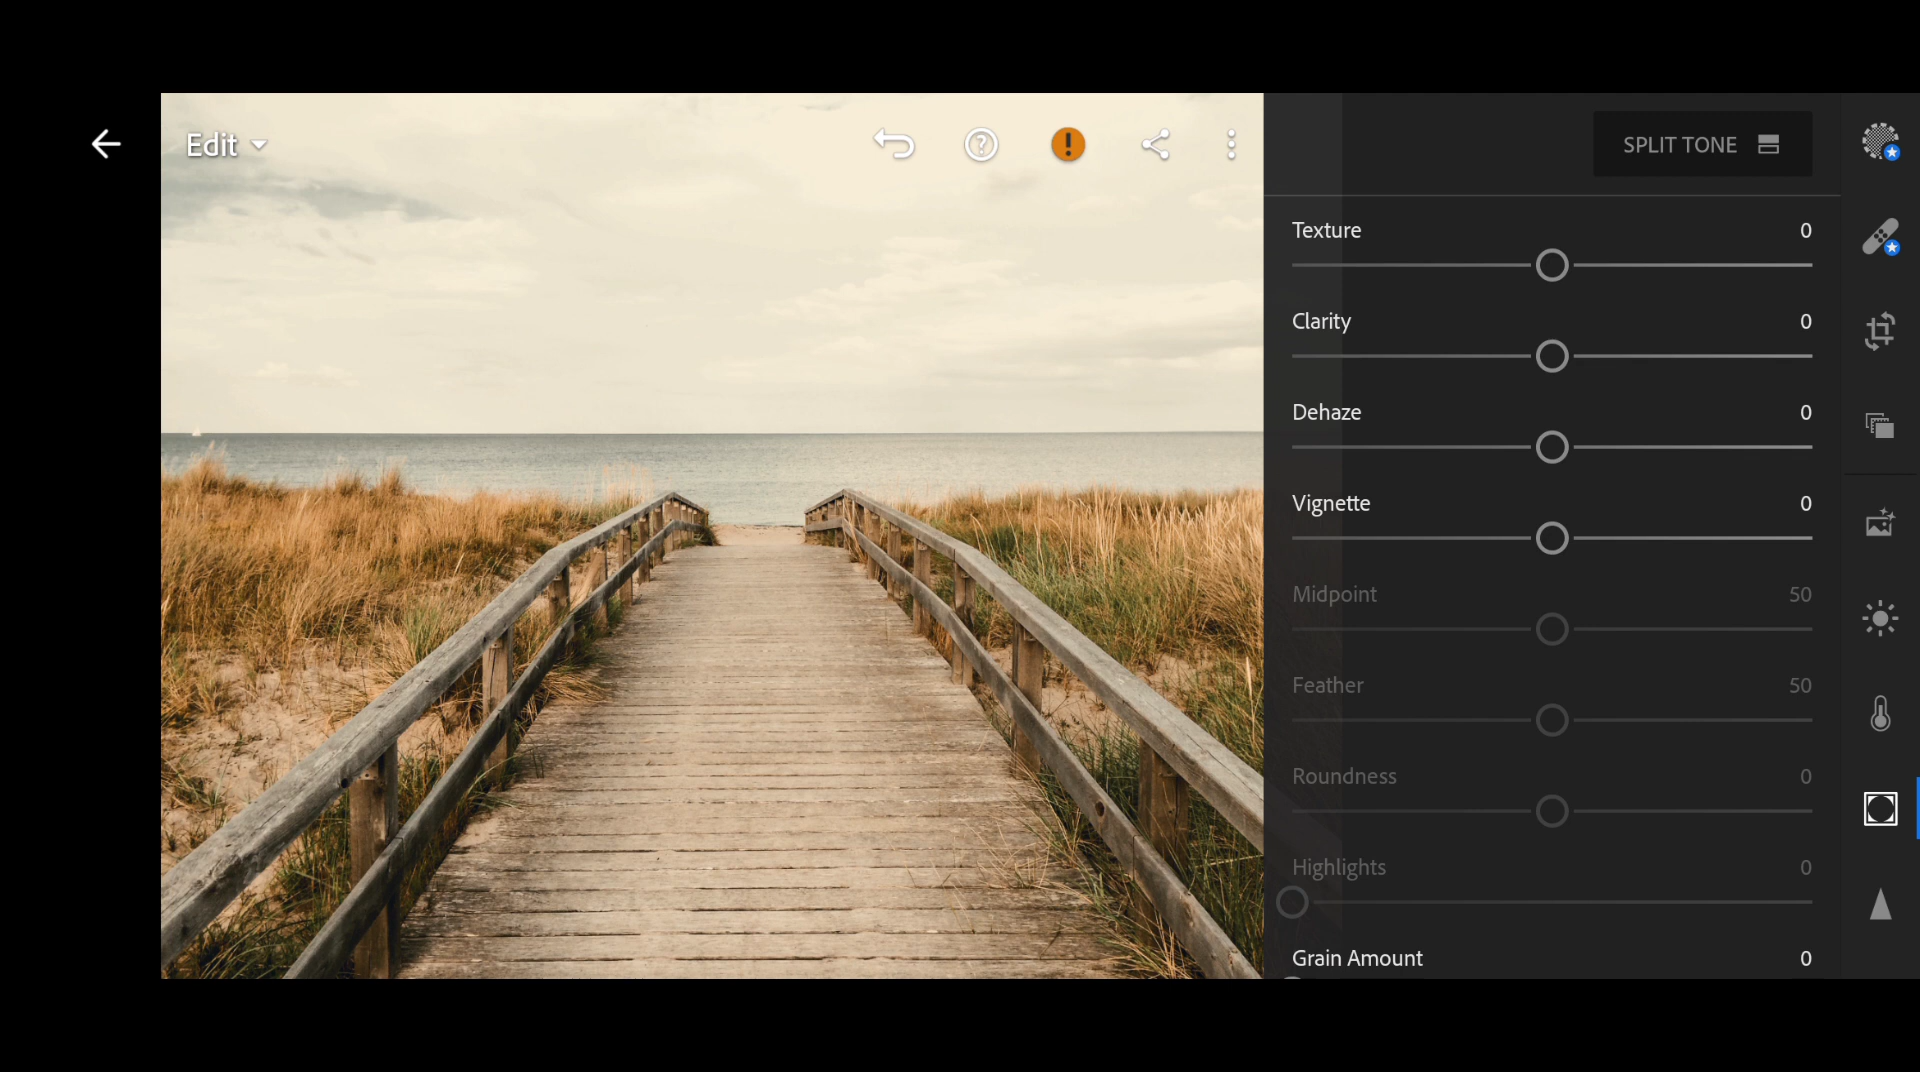 Edit
SPLIT TONE
Texture 0
Clarity 0
Dehaze 0
Vignette 0
Midpoint 50
Feather 50
Roundness 0
Highlights 0
Grain Amount 0